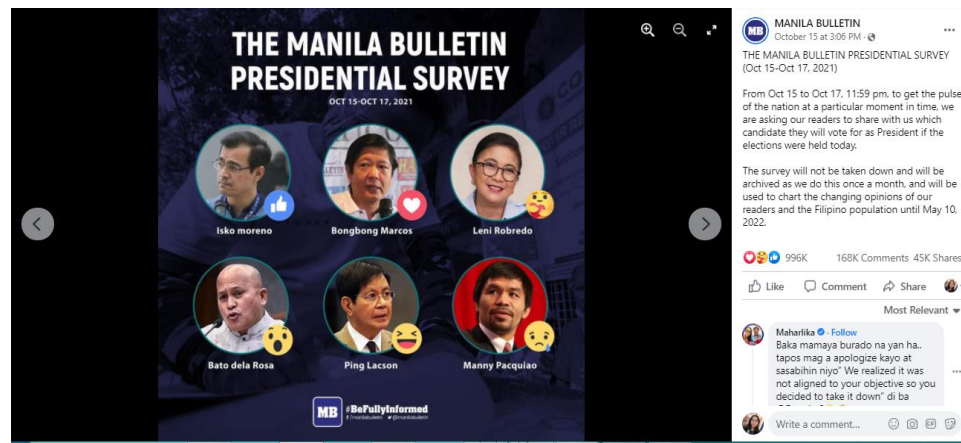 THE MANILA BULLETIN
PRESIDENTIAL SURVEY
OCT 15-OCT 17, 2021
Isko moreno
Bongbong Marcos
Leni Robredo
Bato dela Rosa
Ping Lacson
Manny Pacquiao
MB #BeFullyInformed
MB
MANILA BULLETIN
October 15 at 3:06 PM ·
THE MANILA BULLETIN PRESIDENTIAL SURVEY
(Oct 15-Oct 17, 2021)
From Oct 15 to Oct 17, 11:59 pm, to get the pulse
of the nation at a particular moment in time, we
are asking our readers to share with us which
candidate they will vote for as President if the
elections were held today.
The survey will not be taken down and will be
archived as we do this once a month, and will be
used to chart the changing opinions of our
readers and the Filipino population until May 10,
2022.
996K 168K Comments 45K Shares
Like Comment Share
Most Relevant
Maharlika · Follow
Baka mamaya burado na yan ha..
tapos mag a apologize kayo at
sasabihin niyo" We realized it was
not aligned to your objective so you
decided to take it down" di ba
Write a comment...
GIF